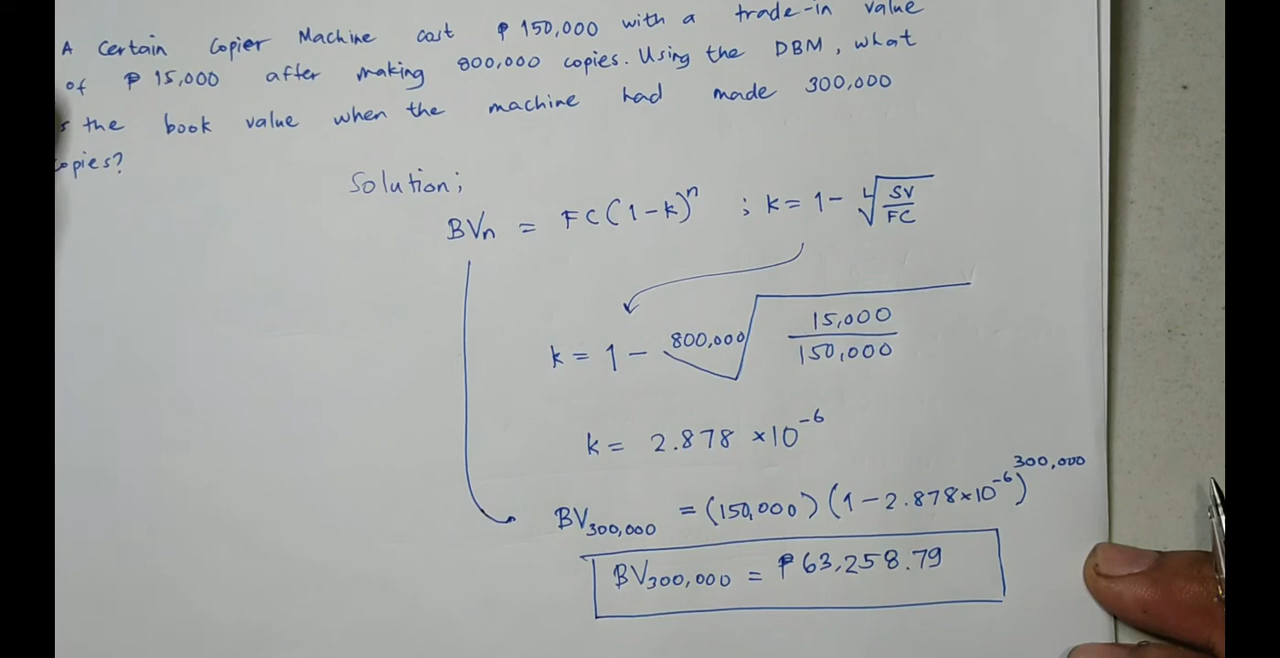 A Certain Copier Machine cost ₱ 150,000 with a trade-in value
of ₱ 15,000 after making 800,000 copies. Using the DBM, what
s the book value when the machine had made 300,000
opies?
Solution;
BVn = FC(1-k)^n ; k = 1 - ᴸ√(SV/FC)
k = 1 - ⁸⁰⁰,⁰⁰⁰√(15,000/150,000)
k = 2.878 × 10^-6
BV300,000 = (150,000) (1 - 2.878×10^-6)^300,000
BV300,000 = ₱63,258.79